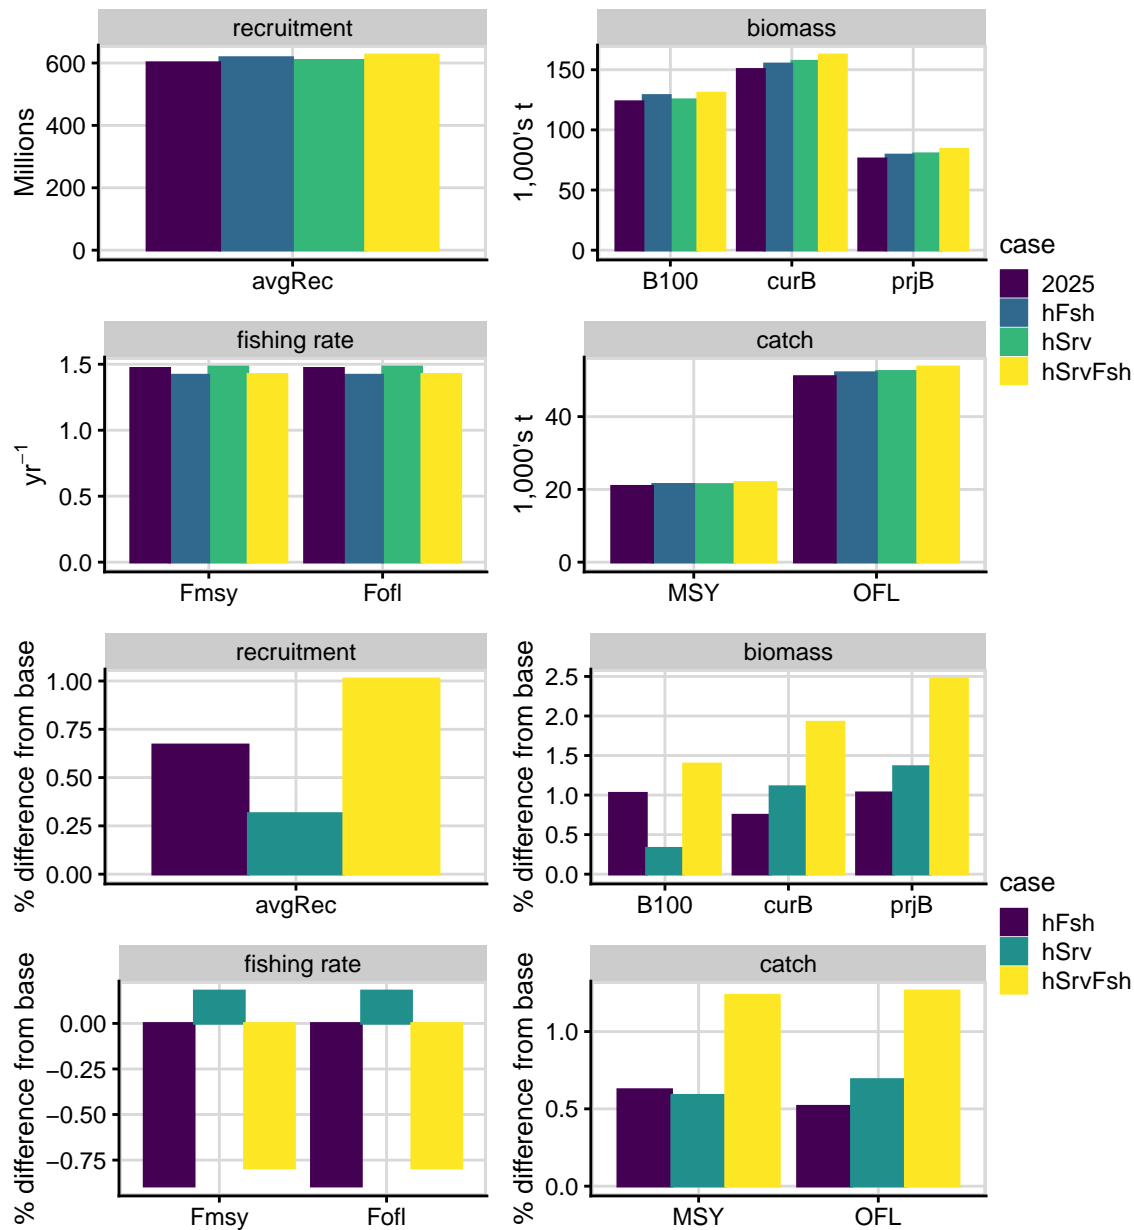 recruitment
biomass
Millions
600
400
200
0
avgRec
1,000's t
150
100
50
0
B100 curB prjB
case
2025
hFsh
hSrv
hSrvFsh
fishing rate
catch
yr⁻¹
1.5
1.0
0.5
0.0
Fmsy Fofl
1,000's t
40
20
0
MSY OFL
recruitment
biomass
% difference from base
1.00
0.75
0.50
0.25
0.00
avgRec
% difference from base
2.5
2.0
1.5
1.0
0.5
0.0
B100 curB prjB
case
hFsh
hSrv
hSrvFsh
fishing rate
catch
% difference from base
0.00
−0.25
−0.50
−0.75
Fmsy Fofl
% difference from base
1.0
0.5
0.0
MSY OFL